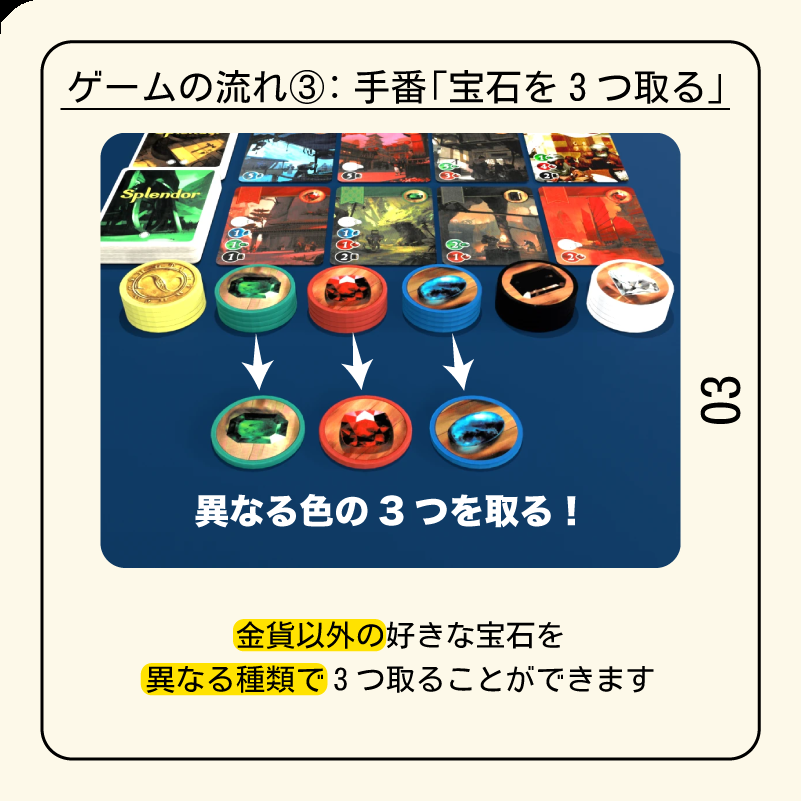 ゲームの流れ③：手番「宝石を３つ取る」
Splendor
異なる色の３つを取る！
03
金貨以外の好きな宝石を
異なる種類で３つ取ることができます